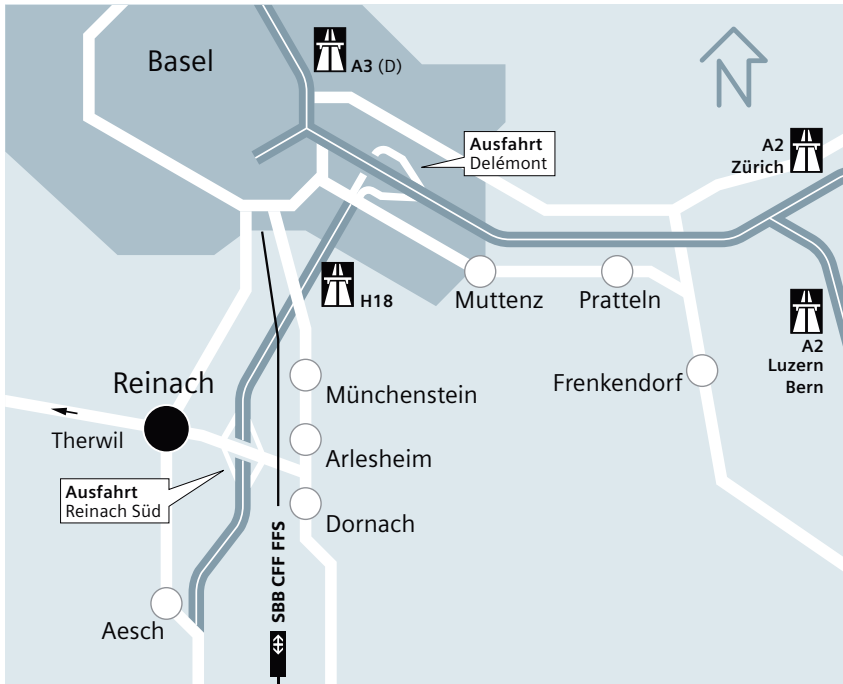 Basel
A3 (D)
N
Ausfahrt
Delémont
A2
Zürich
H18
Muttenz
Pratteln
A2
Luzern
Bern
Reinach
Münchenstein
Frenkendorf
Therwil
Arlesheim
Ausfahrt
Reinach Süd
Dornach
SBB CFF FFS
Aesch